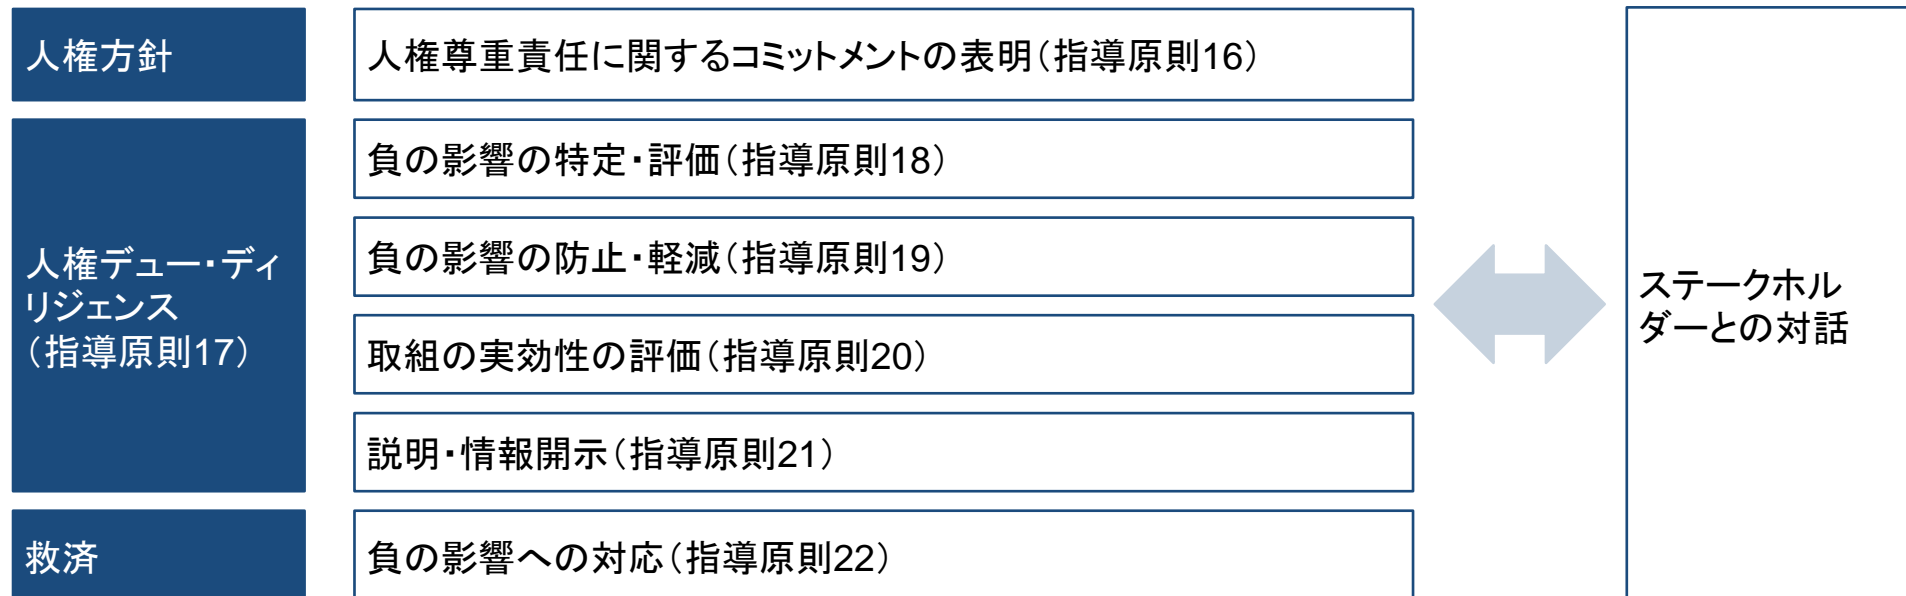 人権方針
人権尊重責任に関するコミットメントの表明(指導原則16)
人権デュー・ディ
リジェンス
(指導原則17)
負の影響の特定・評価(指導原則18)
負の影響の防止・軽減(指導原則19)
取組の実効性の評価(指導原則20)
説明・情報開示(指導原則21)
救済
負の影響への対応(指導原則22)
ステークホル
ダーとの対話